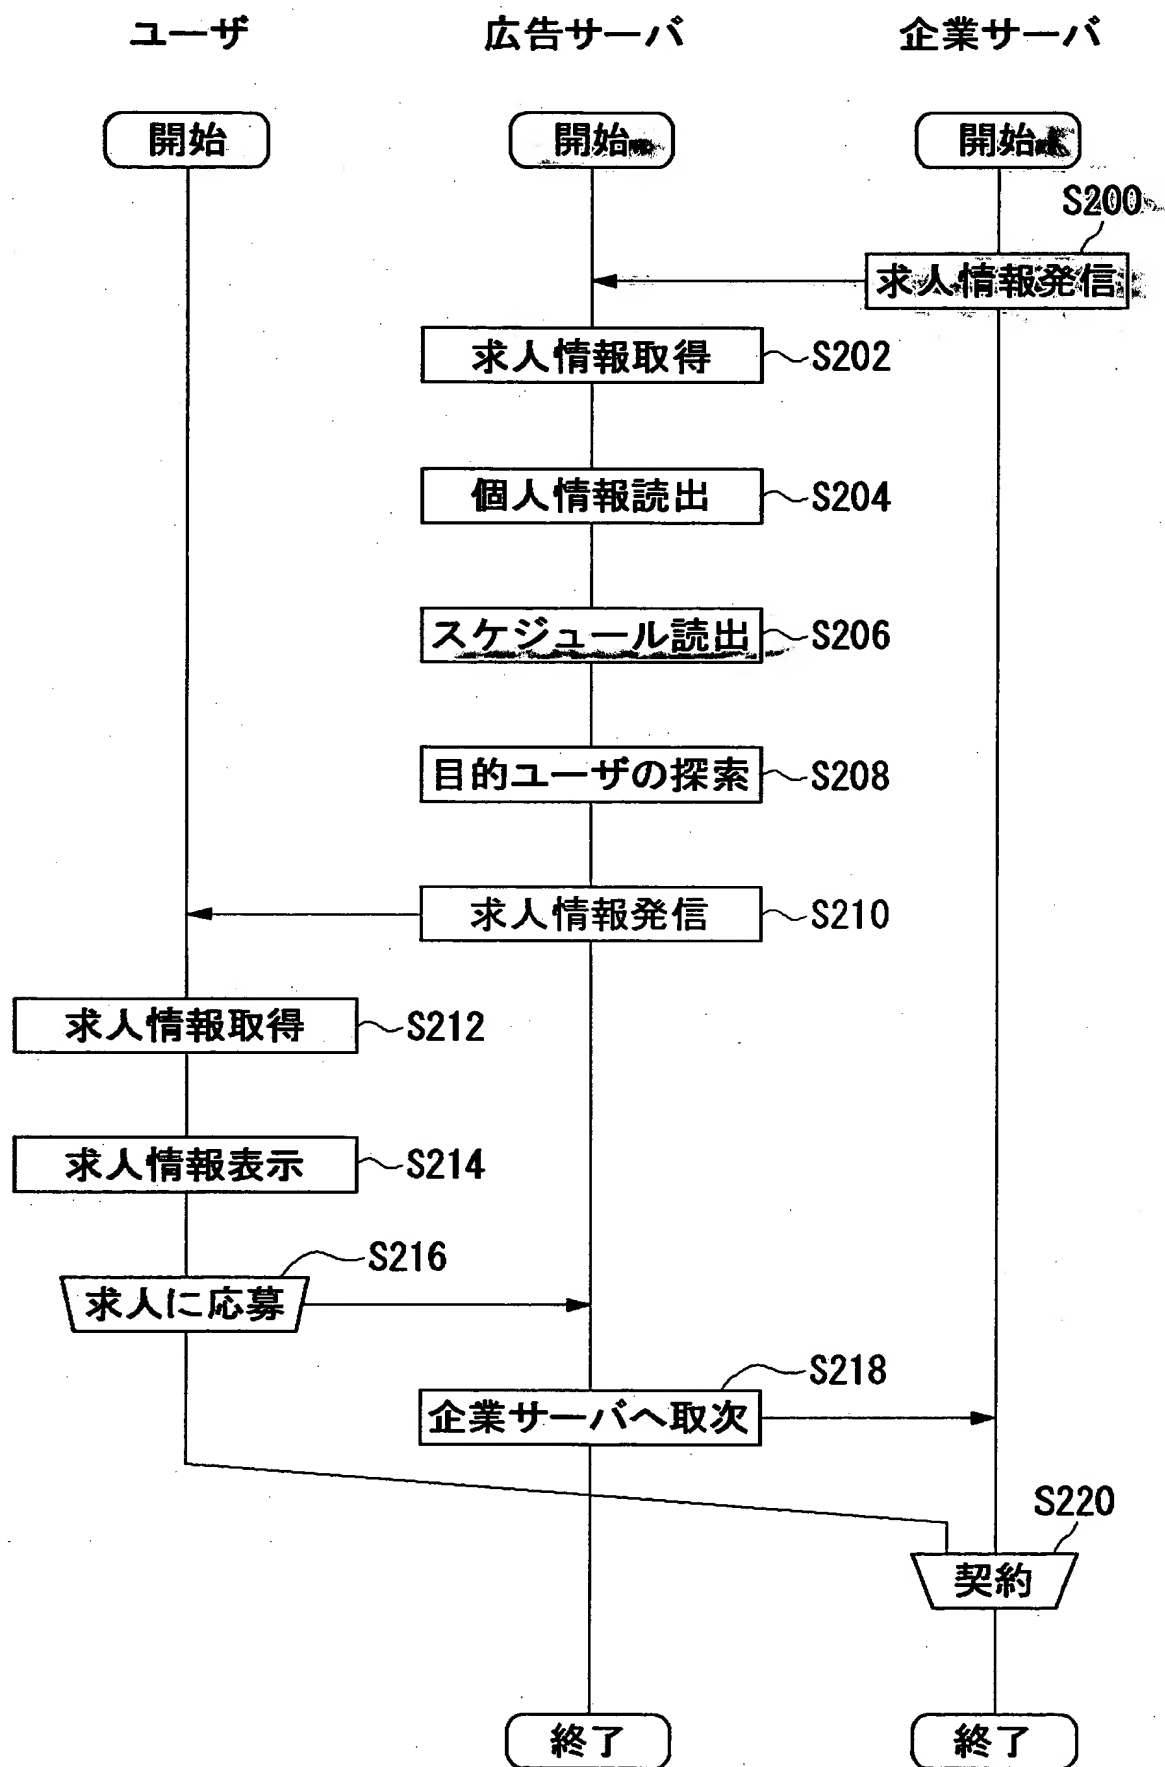 ユーザ
広告サーバ
企業サーバ
開始
開始
開始
S200
求人情報発信
求人情報取得
S202
個人情報読出
S204
スケジュール読出
S206
目的ユーザの探索
S208
求人情報発信
S210
求人情報取得
S212
求人情報表示
S214
S216
求人に応募
S218
企業サーバへ取次
S220
契約
終了
終了